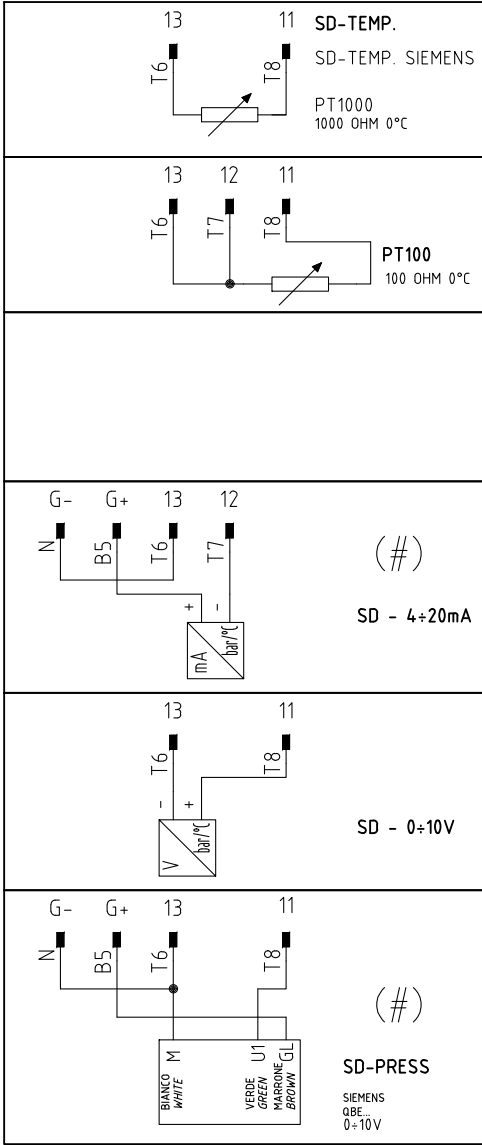 13 11 SD-TEMP.
T6 T8 SD-TEMP. SIEMENS
PT1000
1000 OHM 0°C
13 12 11
T6 T7 T8
PT100
100 OHM 0°C
G- G+ 13 12
N B5 T6 T7
(#)
+ -
SD - 4÷20mA
mA bar/°C
13 11
T6 T8
- +
SD - 0÷10V
V bar/°C
G- G+ 13 11
N B5 T6 T8
(#)
M U1 GL
BIANCO
WHITE
VERDE
GREEN
MARRONE
BROWN
SD-PRESS
SIEMENS
QBE...
0÷10V